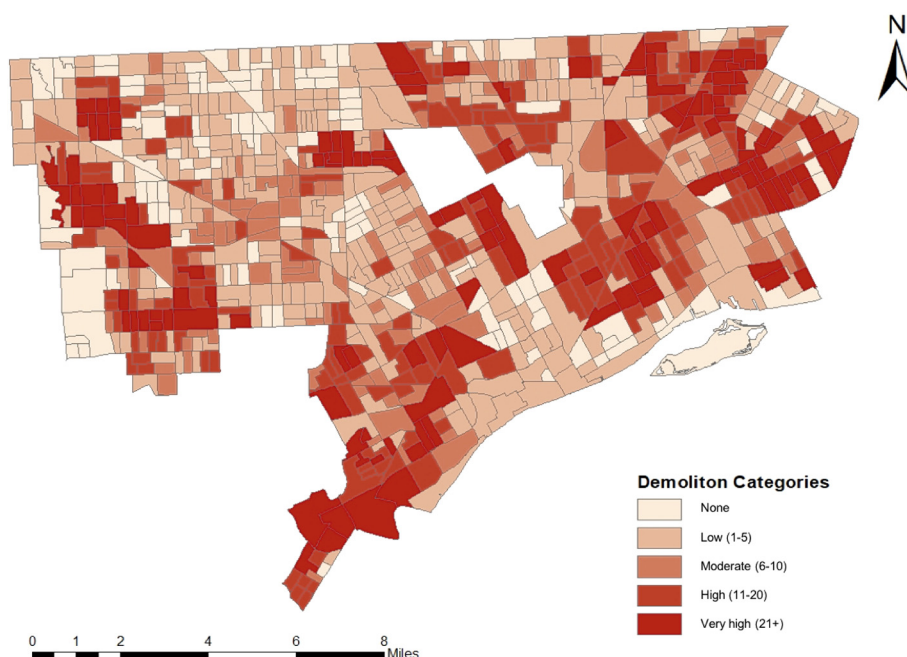 N
Demoliton Categories
None
Low (1-5)
Moderate (6-10)
High (11-20)
Very high (21+)
0 1 2 4 6 8
Miles